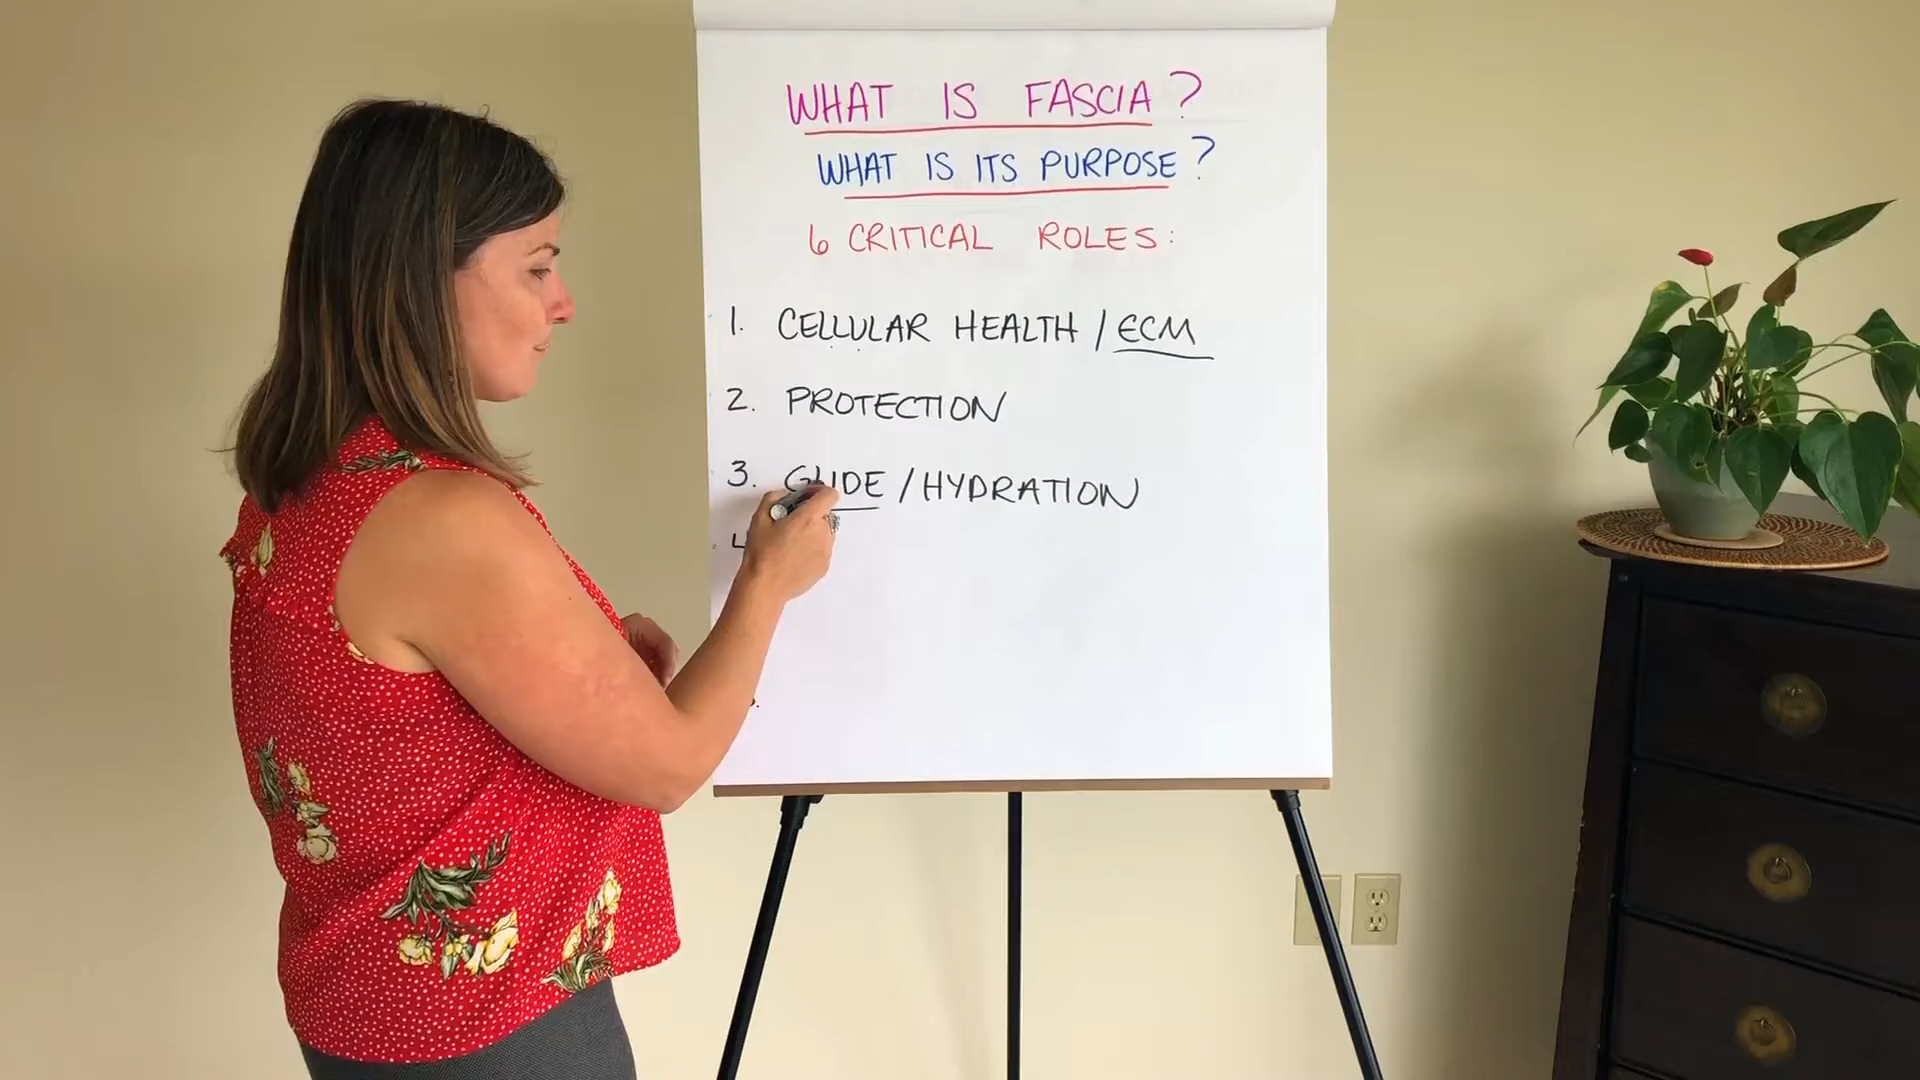 WHAT IS FASCIA?
WHAT IS ITS PURPOSE?
6 CRITICAL ROLES:
1. CELLULAR HEALTH / ECM
2. PROTECTION
3. GLIDE / HYDRATION
4